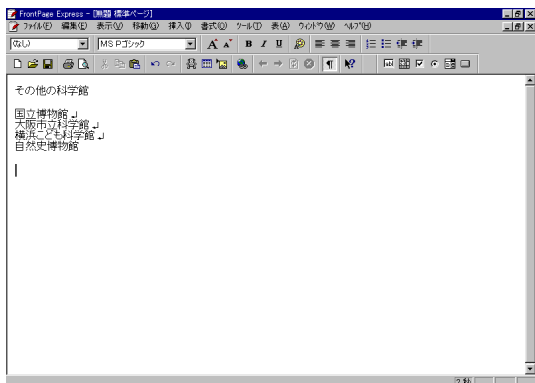 FrontPage Express - [無題 標準ページ]
ファイル(F) 編集(E) 表示(V) 移動(G) 挿入(I) 書式(O) ツール(T) 表(A) ウィンドウ(W) ヘルプ(H)
(なし) MS Pゴシック A A B I U
その他の科学館
国立博物館
大阪市立科学館
横浜こども科学館
自然史博物館
2 秒